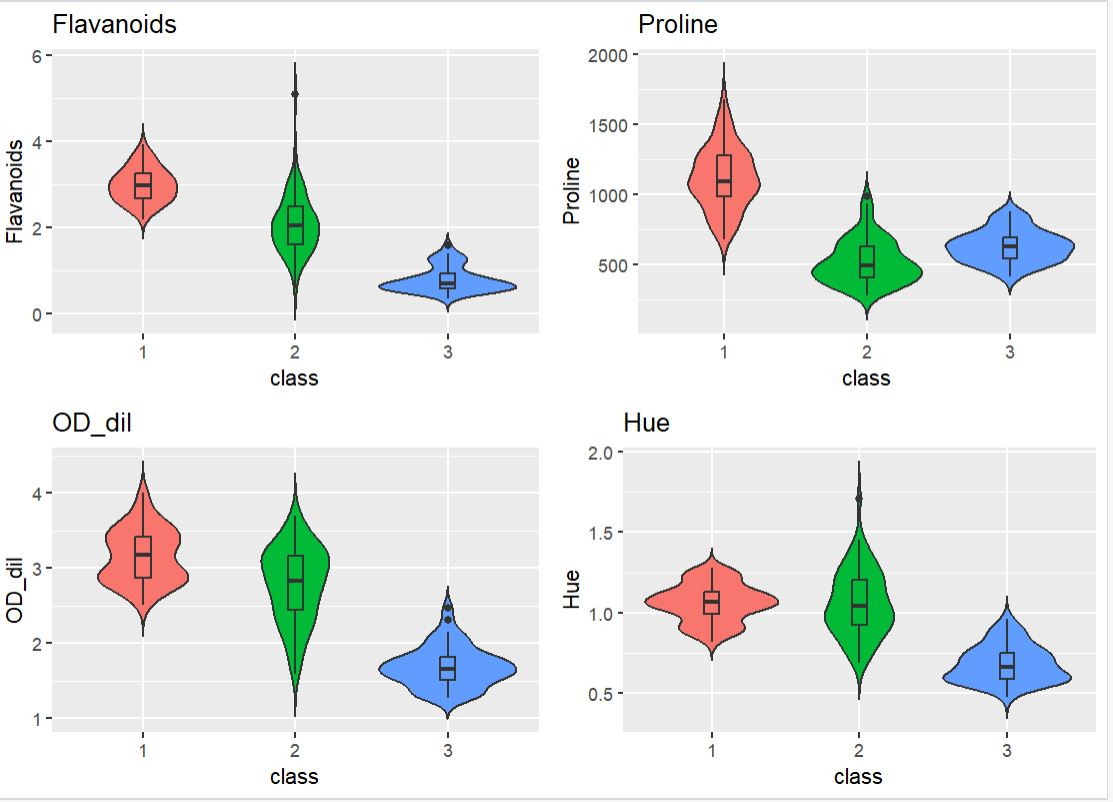 Flavanoids
6
4
2
0
Flavanoids
1 2 3
class
Proline
2000
1500
1000
500
Proline
1 2 3
class
OD_dil
4
3
2
1
OD_dil
1 2 3
class
Hue
2.0
1.5
1.0
0.5
Hue
1 2 3
class